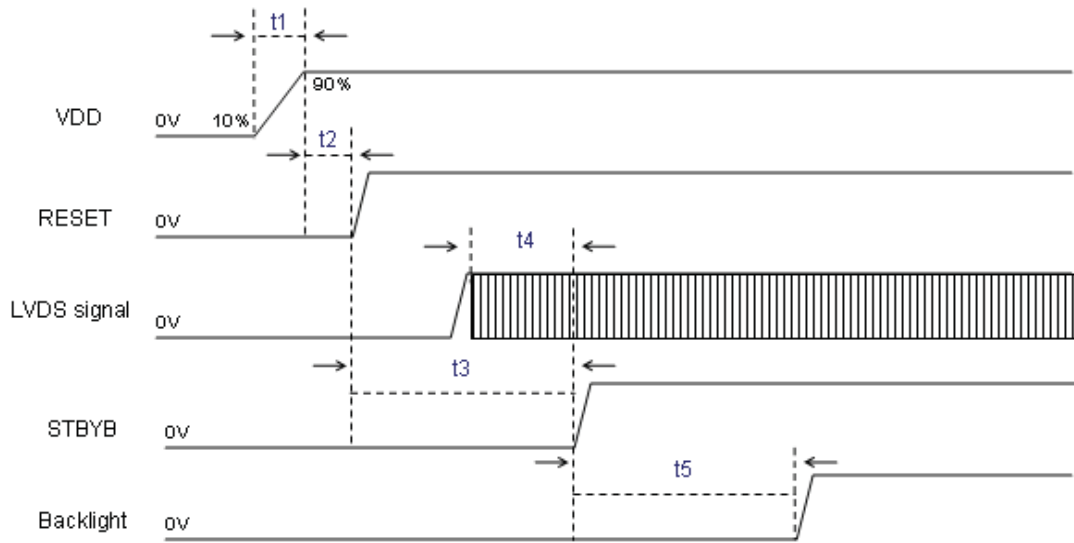 t1
90%
VDD 0V 10%
t2
RESET 0V
t4
LVDS signal 0V
t3
STBYB 0V
t5
Backlight 0V